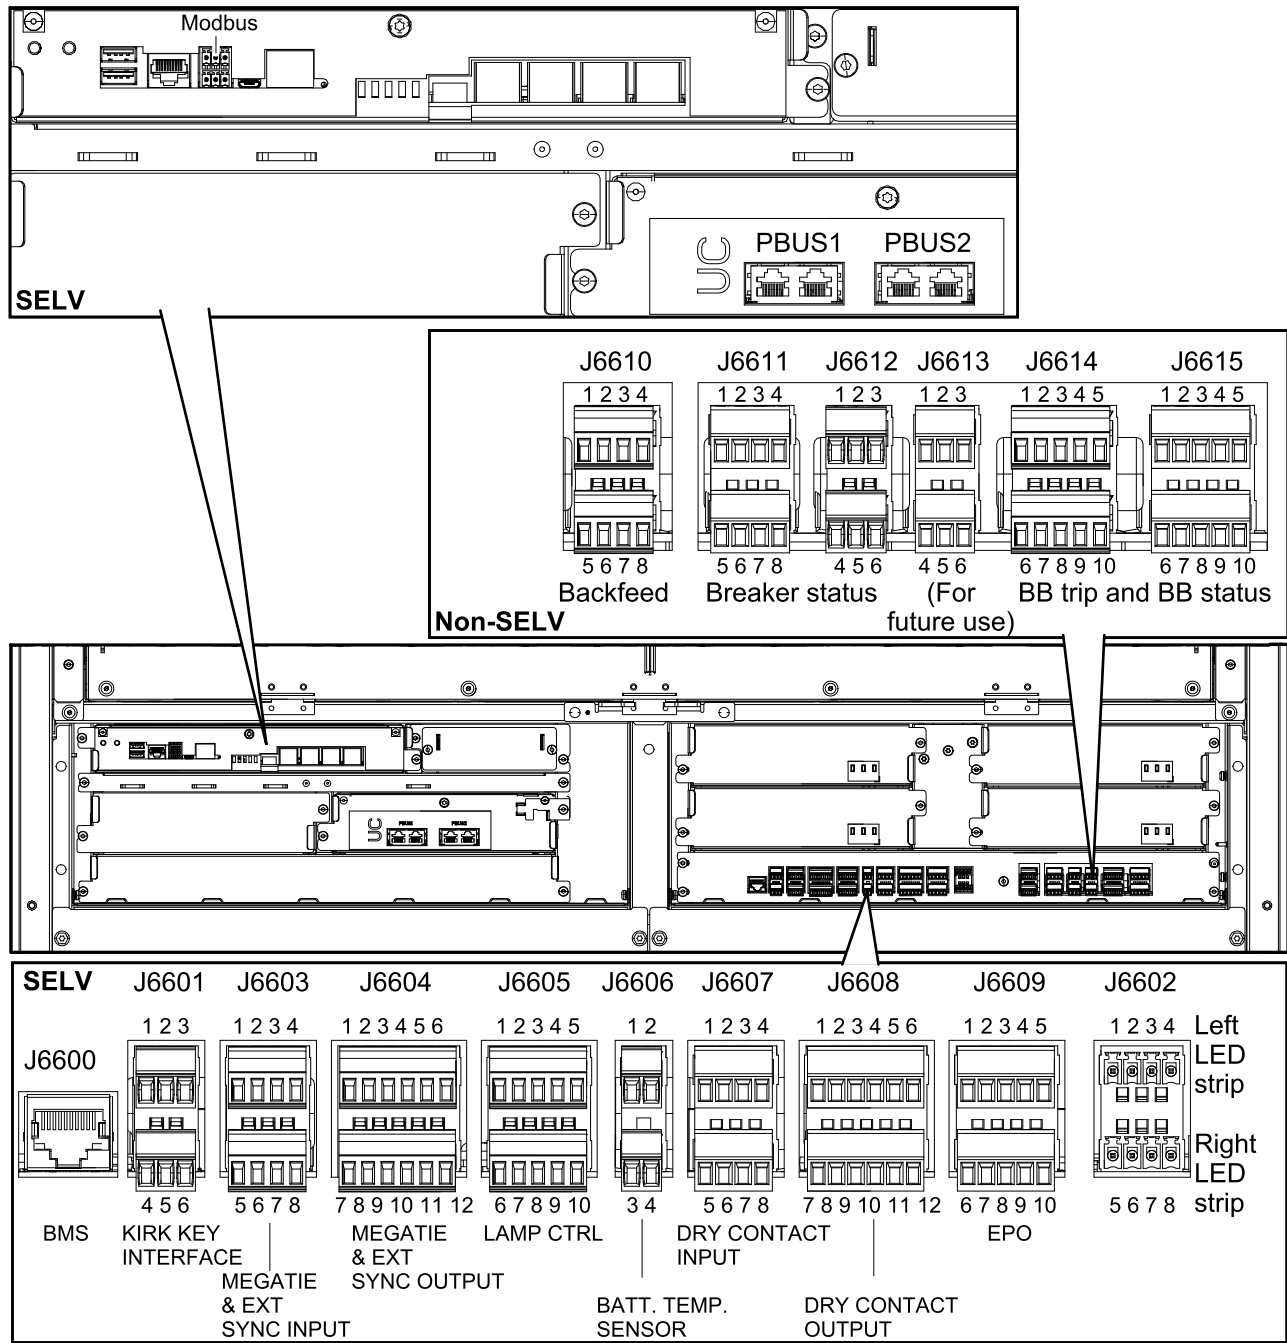 Modbus
UC
PBUS1 PBUS2
SELV
J6610 J6611 J6612 J6613 J6614 J6615
1 2 3 4 1 2 3 4 1 2 3 1 2 3 1 2 3 4 5 1 2 3 4 5
5 6 7 8 5 6 7 8 4 5 6 4 5 6 6 7 8 9 10 6 7 8 9 10
Backfeed Breaker status (For BB trip and BB status
future use)
Non-SELV
UC PBUS1 PBUS2
SELV J6601 J6603 J6604 J6605 J6606 J6607 J6608 J6609 J6602
1 2 3 1 2 3 4 1 2 3 4 5 6 1 2 3 4 5 1 2 1 2 3 4 1 2 3 4 5 6 1 2 3 4 5 1 2 3 4 Left
LED
strip
J6600
Right
LED
strip
4 5 6 5 6 7 8 7 8 9 10 11 12 6 7 8 9 10 3 4 5 6 7 8 7 8 9 10 11 12 6 7 8 9 10 5 6 7 8
BMS
KIRK KEY
INTERFACE
MEGATIE
& EXT
SYNC INPUT
MEGATIE
& EXT
SYNC OUTPUT
LAMP CTRL
BATT. TEMP.
SENSOR
DRY CONTACT
INPUT
DRY CONTACT
OUTPUT
EPO